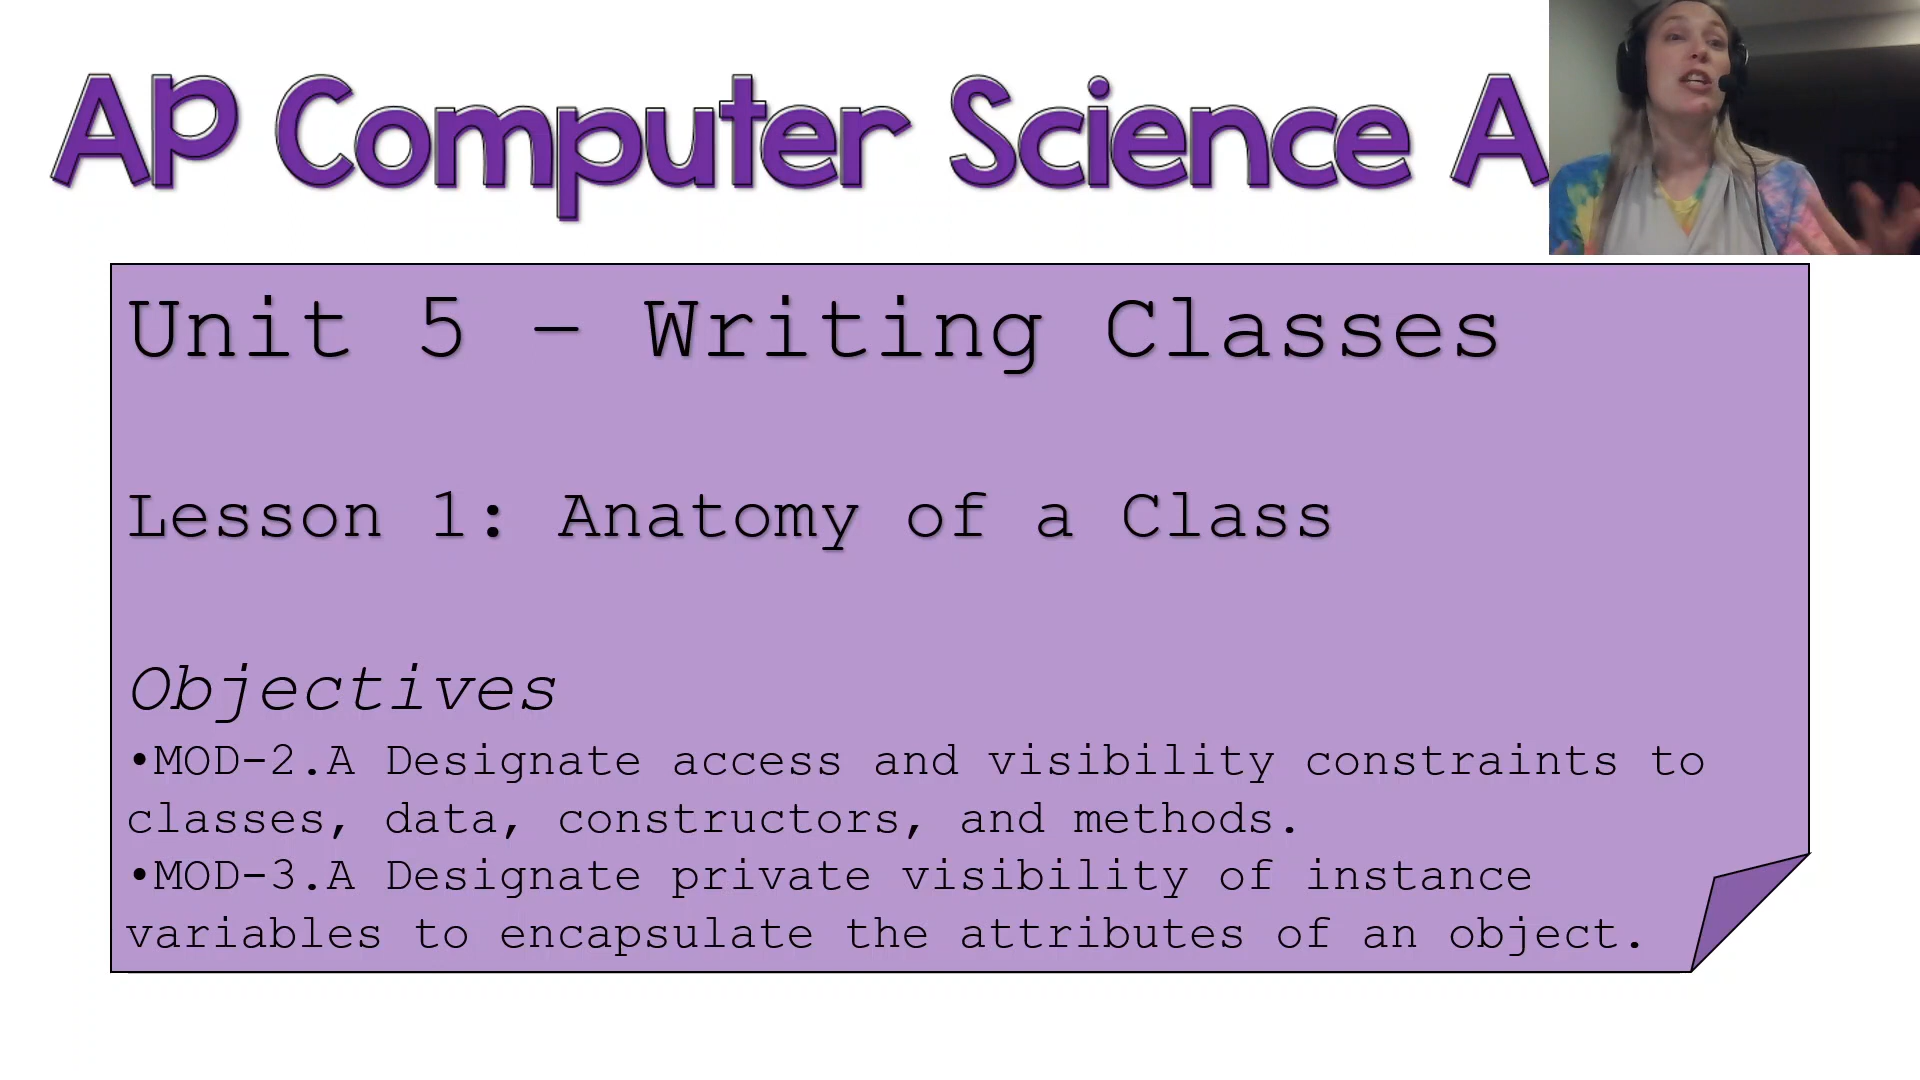 AP Computer Science A
Unit 5 – Writing Classes
Lesson 1: Anatomy of a Class
Objectives
•MOD-2.A Designate access and visibility constraints to
classes, data, constructors, and methods.
•MOD-3.A Designate private visibility of instance
variables to encapsulate the attributes of an object.